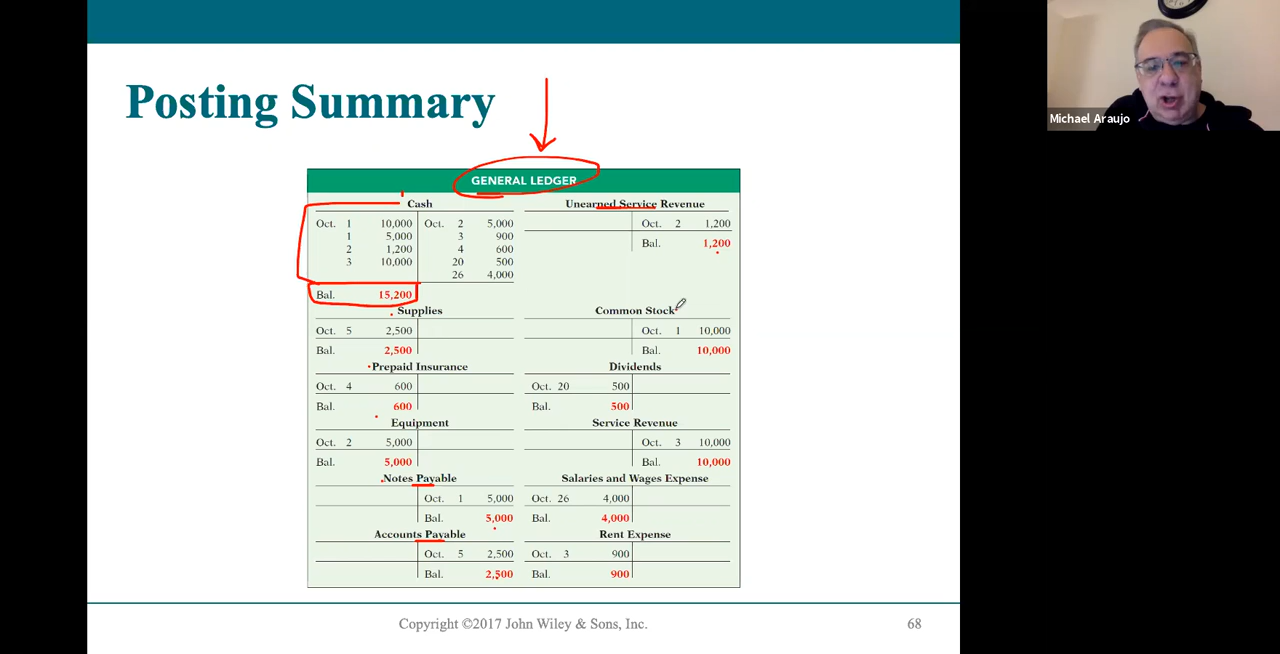 Posting Summary
Michael Araujo
GENERAL LEDGER
Cash
Oct. 1 10,000 Oct. 2 5,000
1 5,000 3 900
2 1,200 4 600
3 10,000 20 500
26 4,000
Bal. 15,200
Supplies
Oct. 5 2,500
Bal. 2,500
Prepaid Insurance
Oct. 4 600
Bal. 600
Equipment
Oct. 2 5,000
Bal. 5,000
Notes Payable
Oct. 1 5,000
Bal. 5,000
Accounts Payable
Oct. 5 2,500
Bal. 2,500
Unearned Service Revenue
Oct. 2 1,200
Bal. 1,200
Common Stock
Oct. 1 10,000
Bal. 10,000
Dividends
Oct. 20 500
Bal. 500
Service Revenue
Oct. 3 10,000
Bal. 10,000
Salaries and Wages Expense
Oct. 26 4,000
Bal. 4,000
Rent Expense
Oct. 3 900
Bal. 900
Copyright ©2017 John Wiley & Sons, Inc.
68